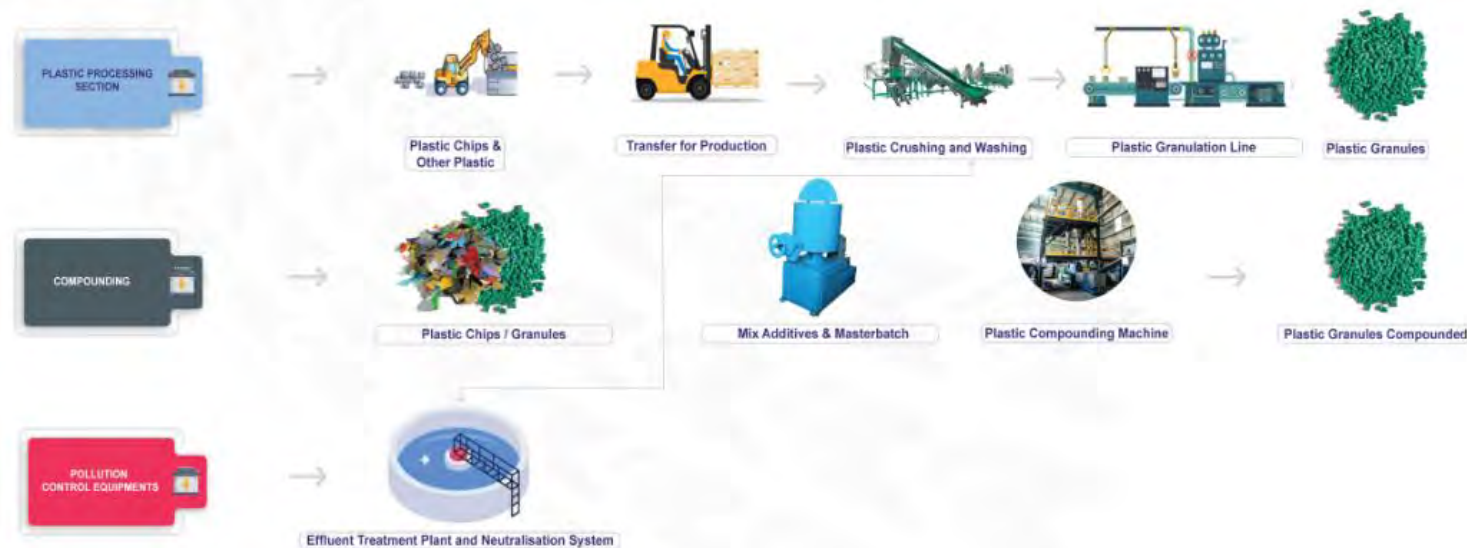 PLASTIC PROCESSING
SECTION
Plastic Chips &
Other Plastic
Transfer for Production
Plastic Crushing and Washing
Plastic Granulation Line
Plastic Granules
COMPOUNDING
Plastic Chips / Granules
Mix Additives & Masterbatch
Plastic Compounding Machine
Plastic Granules Compounded
POLLUTION
CONTROL EQUIPMENTS
Effluent Treatment Plant and Neutralisation System